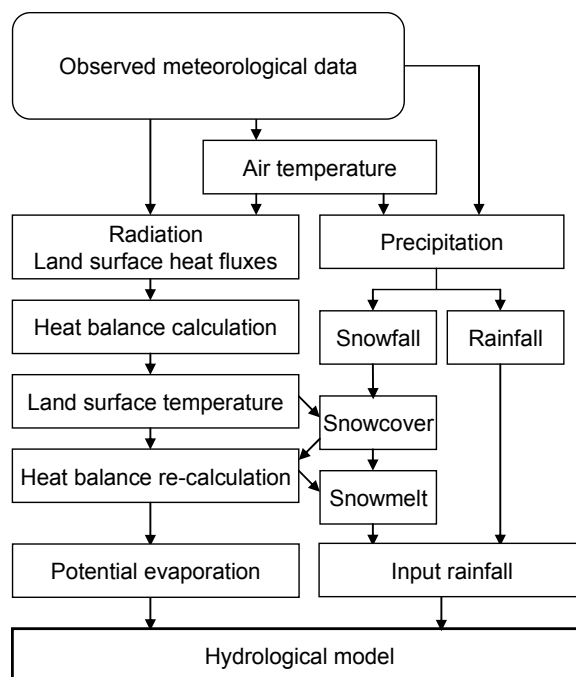 Observed meteorological data
Air temperature
Radiation
Land surface heat fluxes
Precipitation
Heat balance calculation
Snowfall
Rainfall
Land surface temperature
Snowcover
Heat balance re-calculation
Snowmelt
Potential evaporation
Input rainfall
Hydrological model